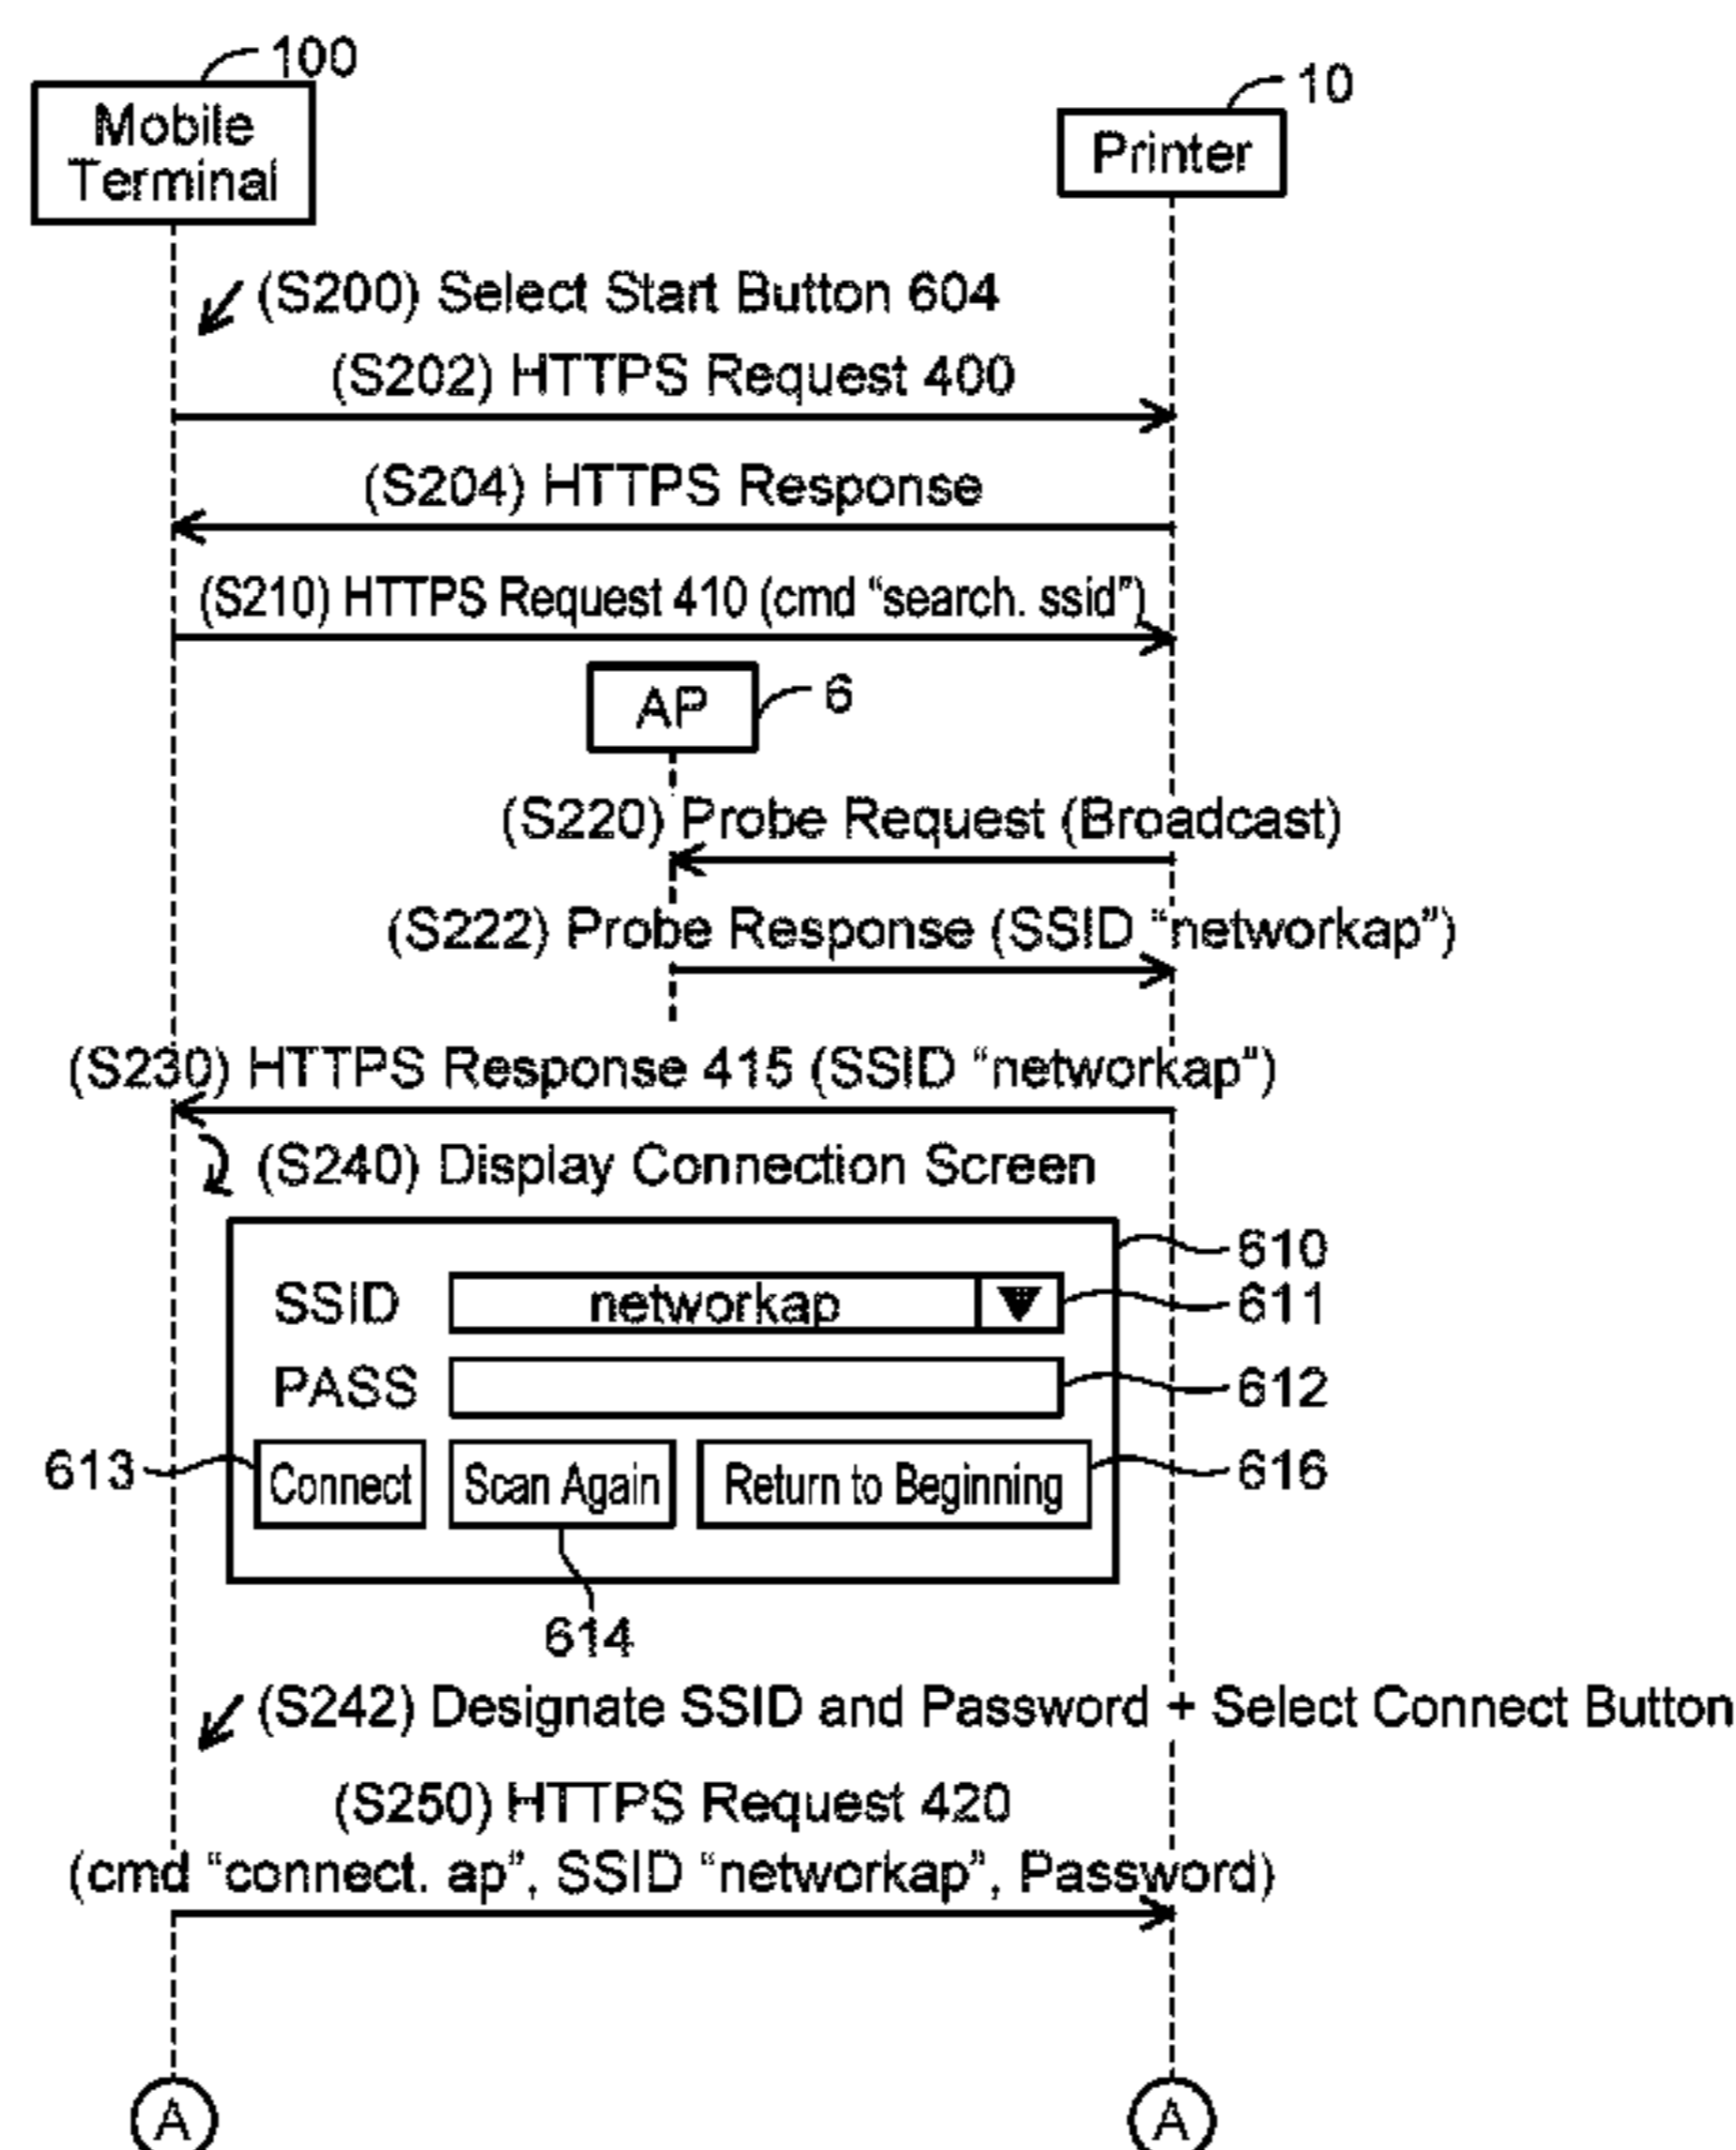 100
Mobile
Terminal
10
Printer
(S200) Select Start Button 604
(S202) HTTPS Request 400
(S204) HTTPS Response
(S210) HTTPS Request 410 (cmd “search. ssid”)
AP
6
(S220) Probe Request (Broadcast)
(S222) Probe Response (SSID “networkap”)
(S230) HTTPS Response 415 (SSID “networkap”)
(S240) Display Connection Screen
610
SSID
networkap
611
PASS
612
613
Connect
Scan Again
Return to Beginning
616
614
(S242) Designate SSID and Password + Select Connect Button
(S250) HTTPS Request 420
(cmd “connect. ap”, SSID “networkap”, Password)
A
A